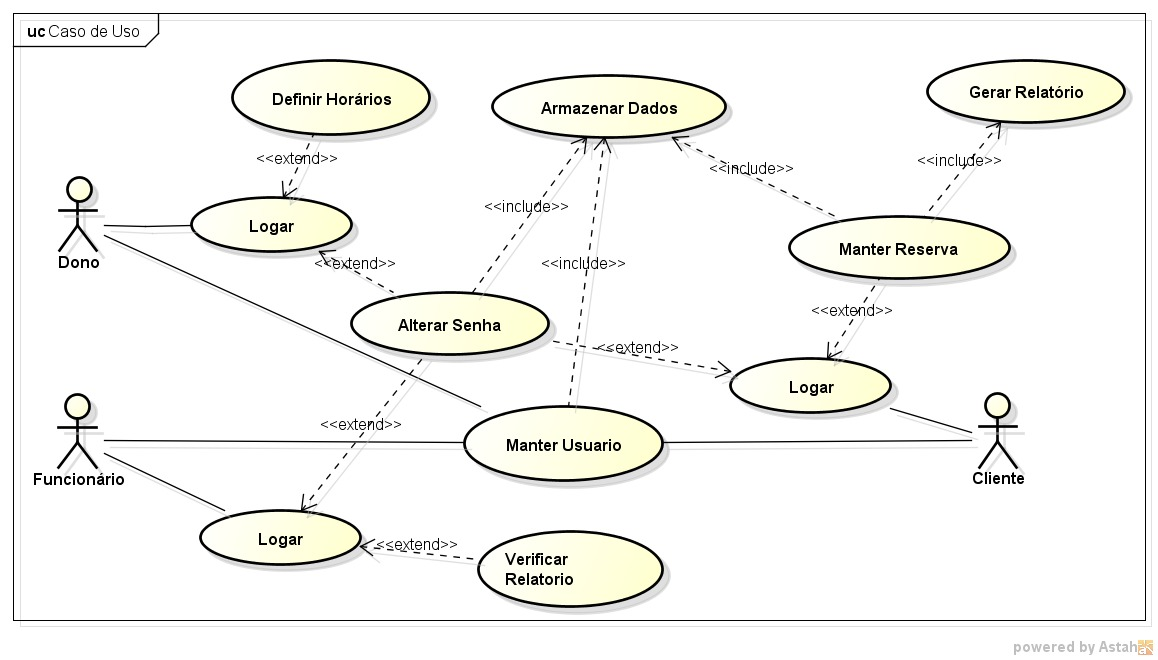 uc Caso de Uso
Definir Horários
Armazenar Dados
Gerar Relatório
<<extend>>
<<include>>
<<include>>
<<include>>
Logar
Dono
Manter Reserva
<<extend>>
<<include>>
<<extend>>
Alterar Senha
<<extend>>
Logar
<<extend>>
Manter Usuario
Funcionário
Cliente
Logar
<<extend>>
Verificar
Relatorio
powered by Astah